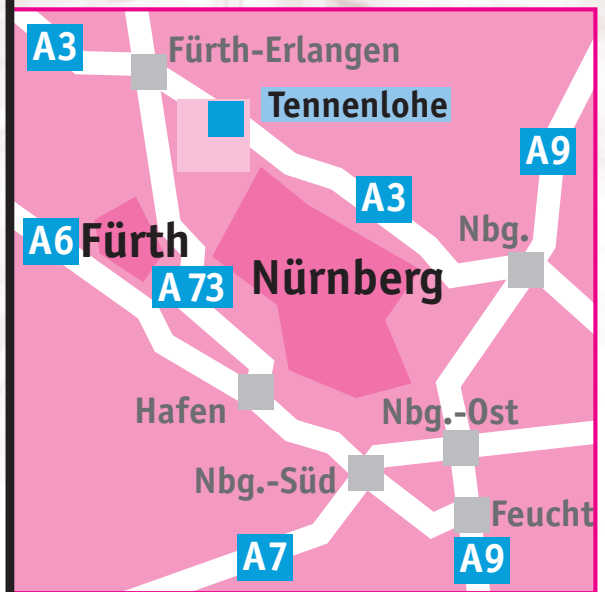 A3
Fürth-Erlangen
Tennenlohe
A9
A3
Nbg.
A6
Fürth
A 73
Nürnberg
Hafen
Nbg.-Ost
Nbg.-Süd
Feucht
A7
A9